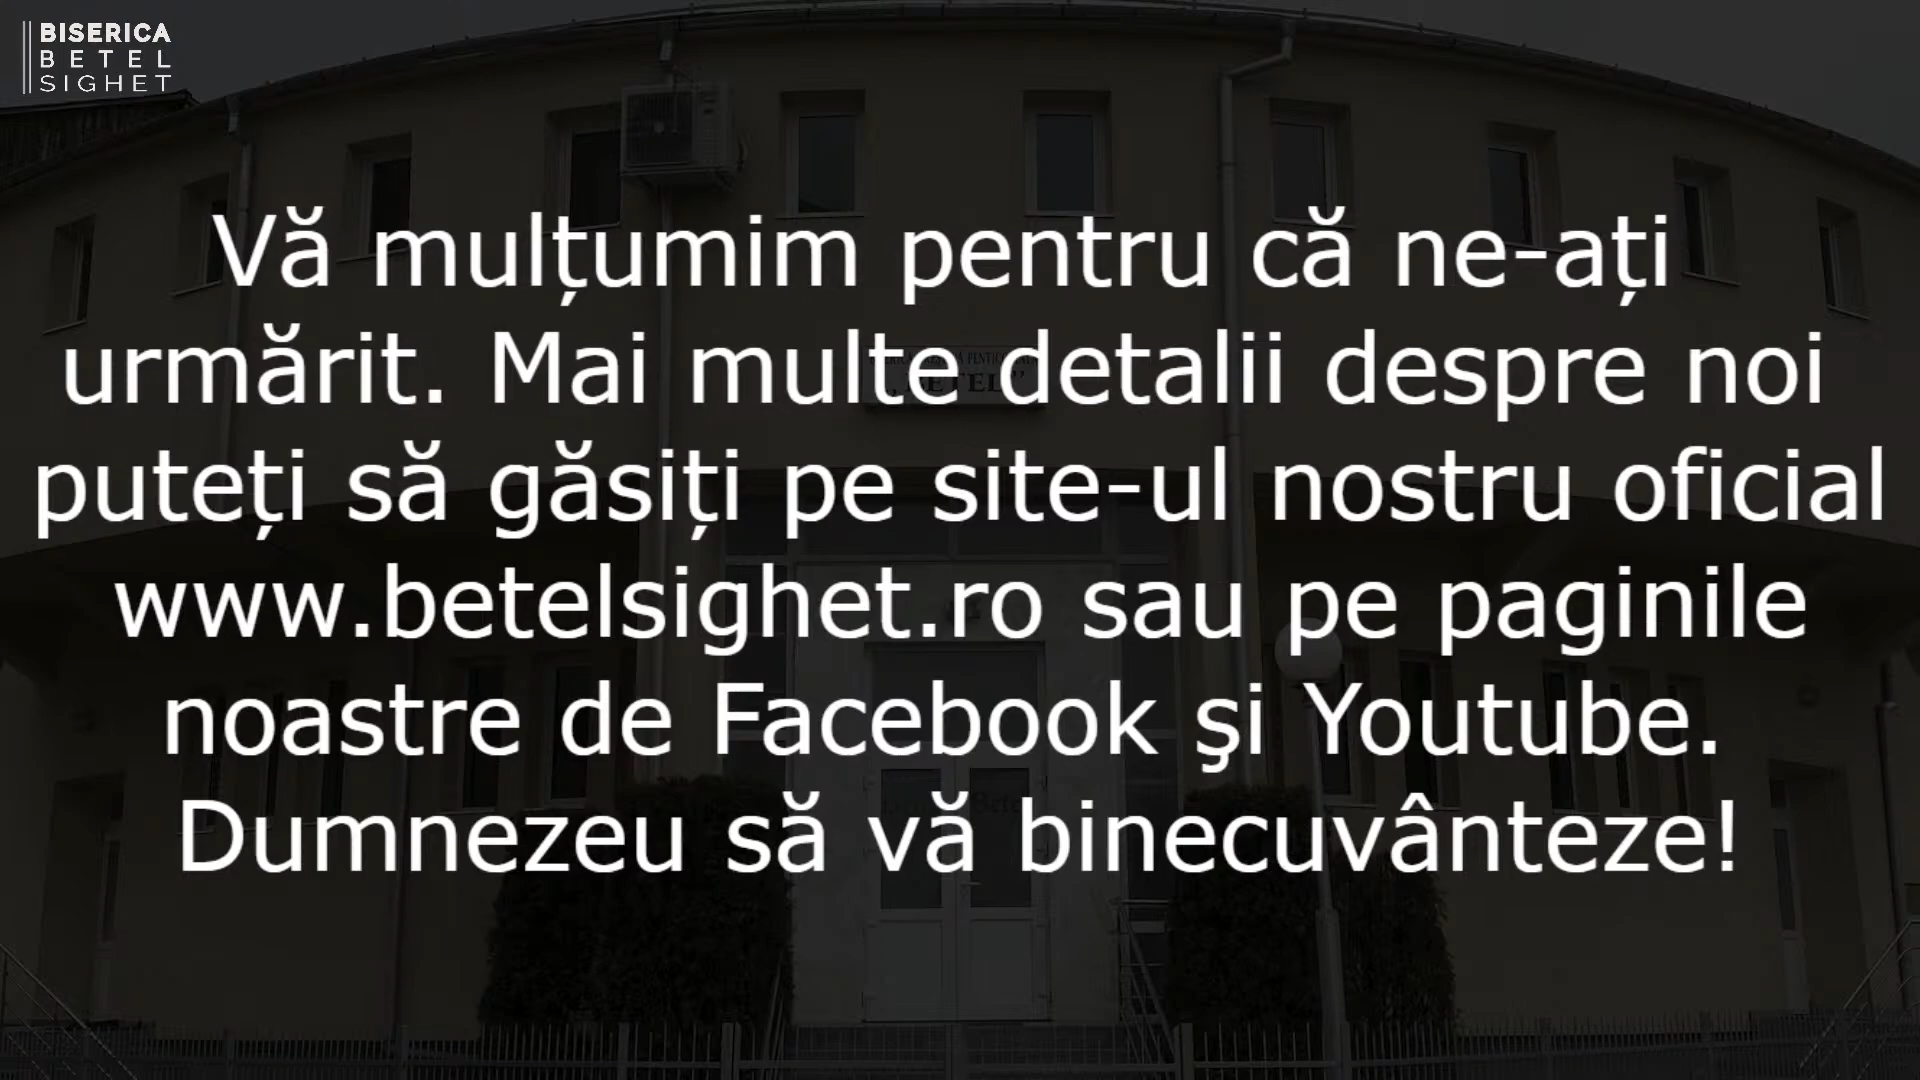 BISERICA
BETEL
SIGHET
Vă mulțumim pentru că ne-ați
urmărit. Mai multe detalii despre noi
puteți să găsiți pe site-ul nostru oficial
www.betelsighet.ro sau pe paginile
noastre de Facebook şi Youtube.
Dumnezeu să vă binecuvânteze!
„BETEL”